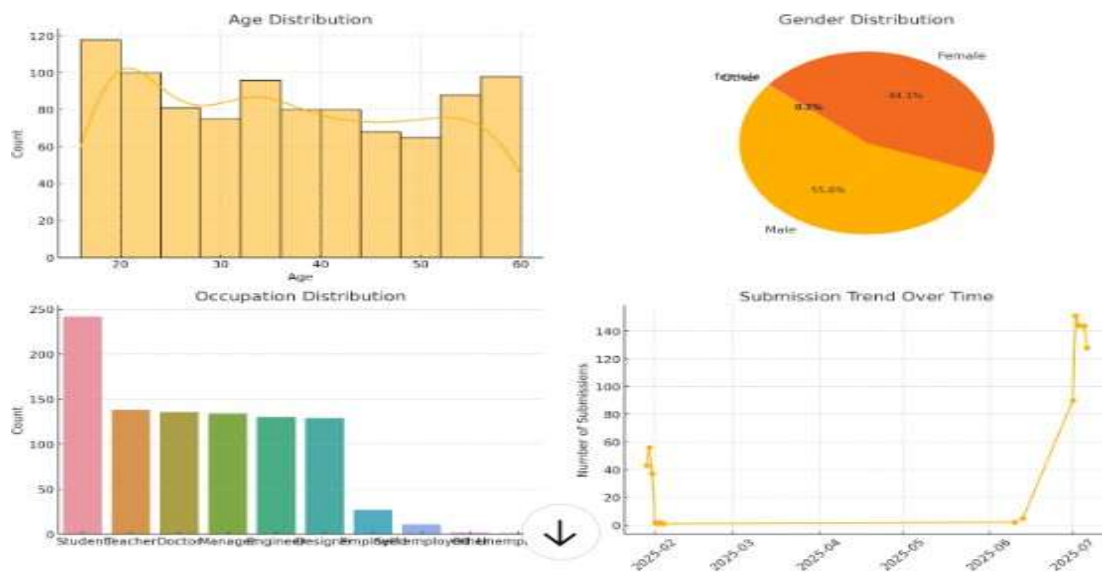 Age Distribution
120
100
80
60
40
20
0
Count
20 30 40 50 60
Age
Gender Distribution
Female
44.1%
55.6%
Male
Occupation Distribution
250
200
150
100
50
0
Count
Student Teacher Doctor Manager Engineer Designer
Submission Trend Over Time
140
120
100
80
60
40
20
0
Number of Submissions
2025-02 2025-03 2025-04 2025-05 2025-06 2025-07